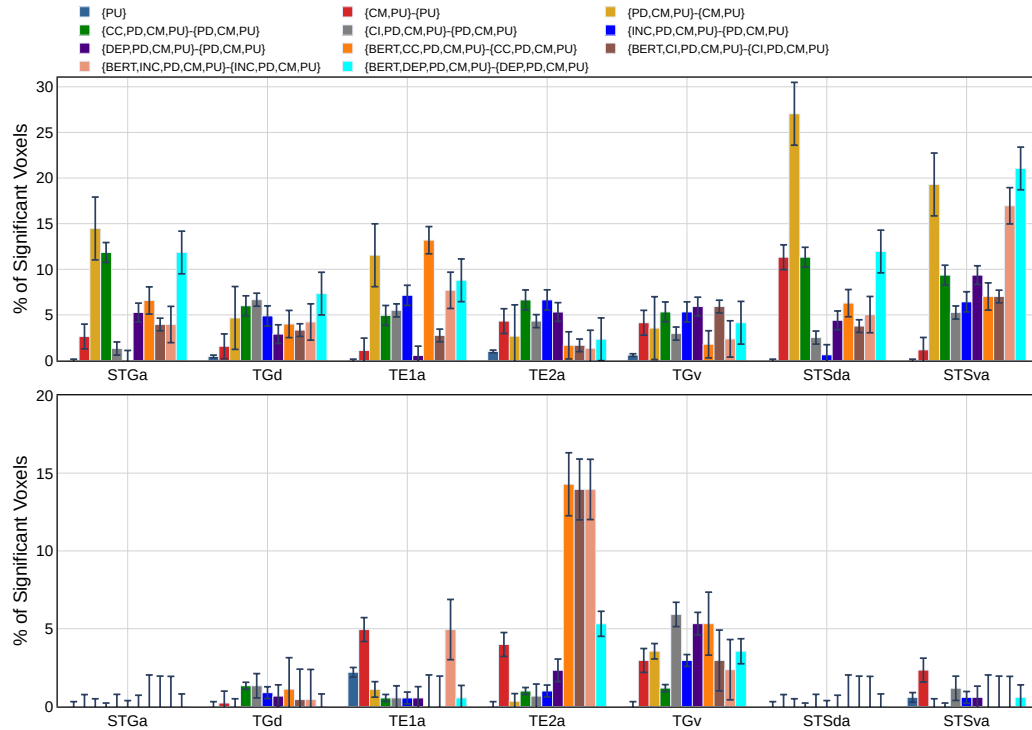 {PU} {CM,PU}−{PU} {PD,CM,PU}−{CM,PU}
{CC,PD,CM,PU}−{PD,CM,PU} {CI,PD,CM,PU}−{PD,CM,PU} {INC,PD,CM,PU}−{PD,CM,PU}
{DEP,PD,CM,PU}−{PD,CM,PU} {BERT,CC,PD,CM,PU}−{CC,PD,CM,PU} {BERT,CI,PD,CM,PU}−{CI,PD,CM,PU}
{BERT,INC,PD,CM,PU}−{INC,PD,CM,PU} {BERT,DEP,PD,CM,PU}−{DEP,PD,CM,PU}
% of Significant Voxels
30
25
20
15
10
5
0
STGa TGd TE1a TE2a TGv STSda STSva
% of Significant Voxels
20
15
10
5
0
STGa TGd TE1a TE2a TGv STSda STSva